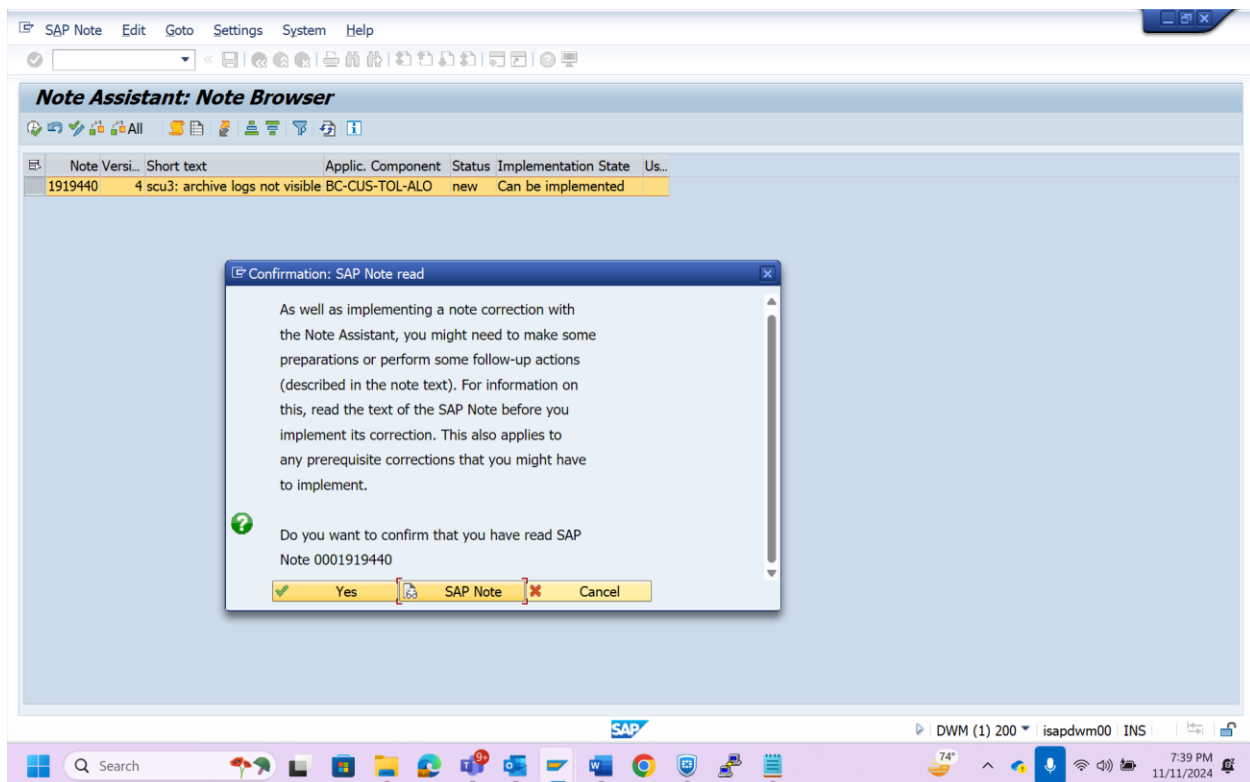 SAP Note Edit Goto Settings System Help
Note Assistant: Note Browser
All
Note Versi... Short text Applic. Component Status Implementation State Us...
1919440 4 scu3: archive logs not visible BC-CUS-TOL-ALO new Can be implemented
Confirmation: SAP Note read
As well as implementing a note correction with
the Note Assistant, you might need to make some
preparations or perform some follow-up actions
(described in the note text). For information on
this, read the text of the SAP Note before you
implement its correction. This also applies to
any prerequisite corrections that you might have
to implement.
Do you want to confirm that you have read SAP
Note 0001919440
Yes SAP Note Cancel
SAP DWM (1) 200 isapdwm00 INS
Search 9 74° 7:39 PM
11/11/2024